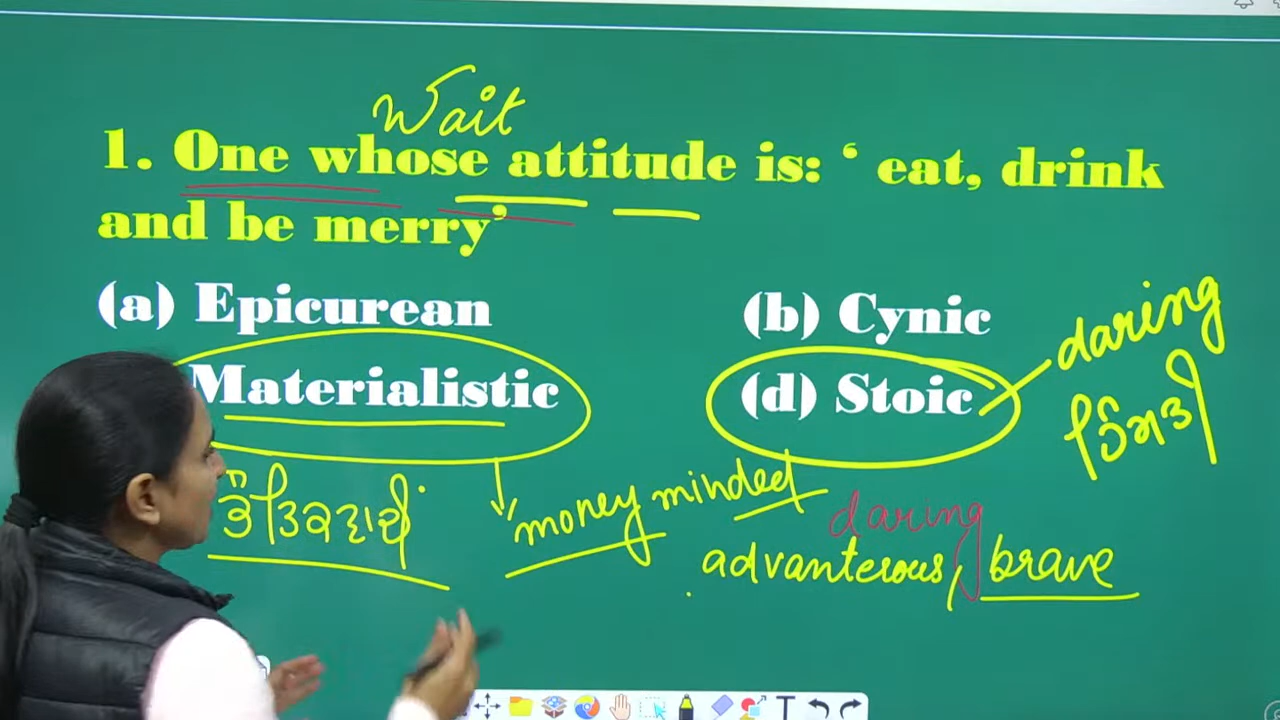 Wait
1. One whose attitude is: ‘ eat, drink
and be merry’
(a) Epicurean
(b) Cynic
Materialistic
(d) Stoic
daring
ਹਿੰਮਤੀ
money minded
daring
advanterous, brave